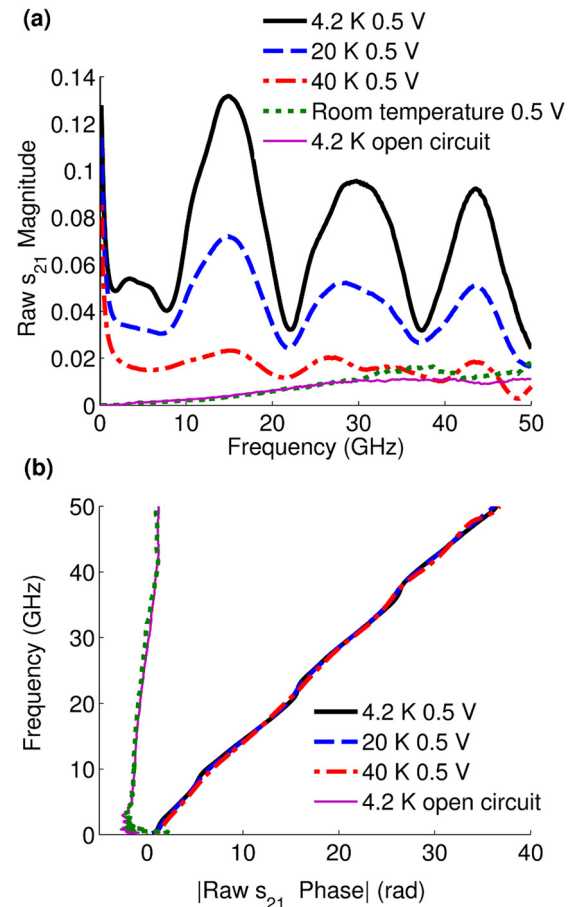 (a)
4.2 K 0.5 V
20 K 0.5 V
40 K 0.5 V
Room temperature 0.5 V
4.2 K open circuit
0.14
0.12
0.1
0.08
0.06
0.04
0.02
0
Raw s21 Magnitude
0 10 20 30 40 50
Frequency (GHz)
(b)
50
40
30
20
10
0
Frequency (GHz)
4.2 K 0.5 V
20 K 0.5 V
40 K 0.5 V
4.2 K open circuit
0 10 20 30 40
|Raw s21 Phase| (rad)